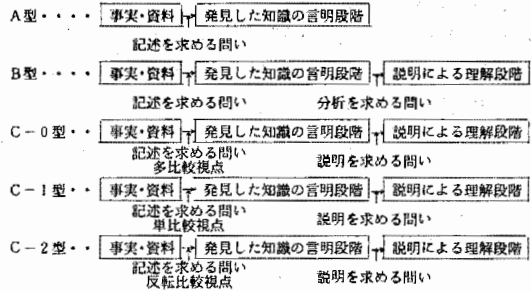 A型・・・・ 事実・資料 発見した知識の言明段階
記述を求める問い
B型・・・・ 事実・資料 発見した知識の言明段階 説明による理解段階
記述を求める問い 分析を求める問い
C－0型・・ 事実・資料 発見した知識の言明段階 説明による理解段階
記述を求める問い 説明を求める問い
多比較視点
C－1型・・ 事実・資料 発見した知識の言明段階 説明による理解段階
記述を求める問い 説明を求める問い
単比較視点
C－2型・・ 事実・資料 発見した知識の言明段階 説明による理解段階
記述を求める問い 説明を求める問い
反転比較視点